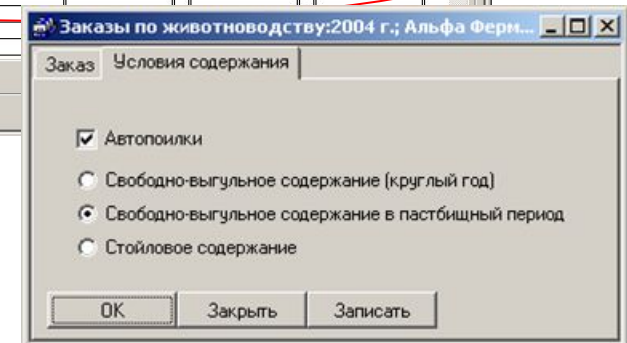 Заказы по животноводству:2004 г.; Альфа Ферм...
Заказ Условия содержания
Автопоилки
Свободно-выгульное содержание (круглый год)
Свободно-выгульное содержание в пастбищный период
Стойловое содержание
OK Закрыть Записать